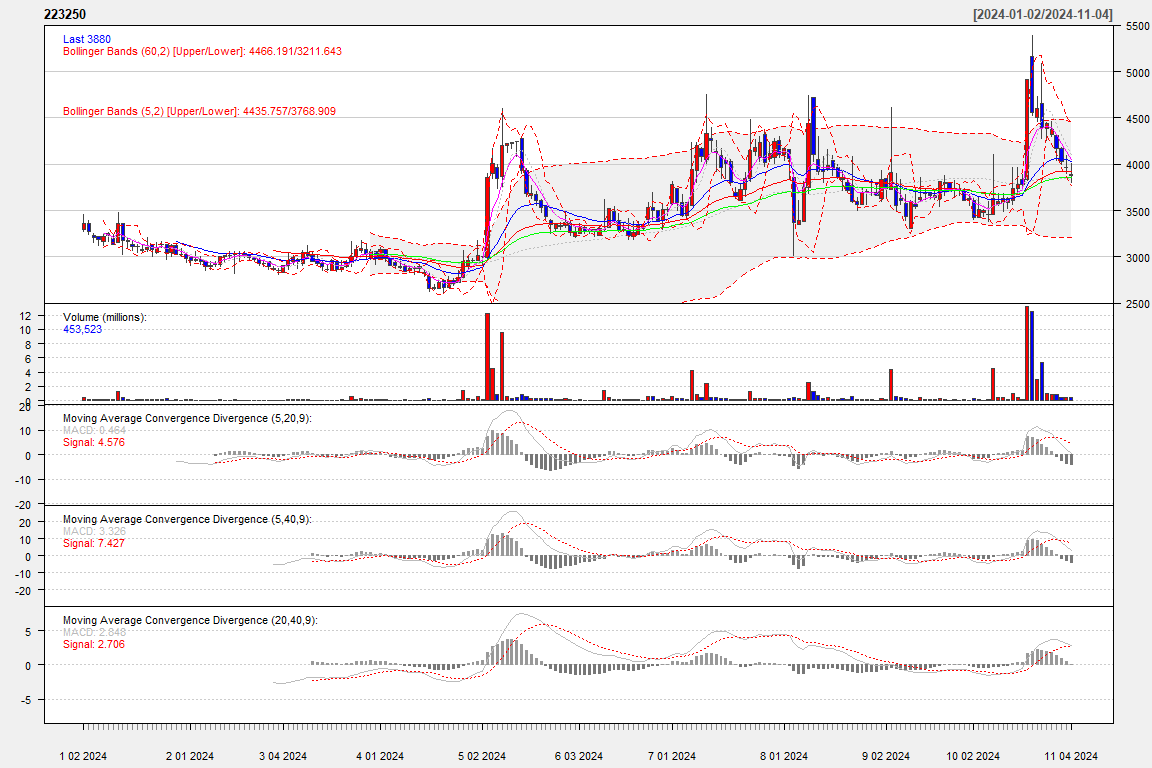 223250
[2024-01-02/2024-11-04]
Last 3880
Bollinger Bands (60,2) [Upper/Lower]: 4466.191/3211.643
Bollinger Bands (5,2) [Upper/Lower]: 4435.757/3768.909
5500
5000
4500
4000
3500
3000
2500
Volume (millions):
453,523
12
10
8
6
4
2
0
Moving Average Convergence Divergence (5,20,9):
MACD: 0.464
Signal: 4.576
20
10
0
-10
-20
Moving Average Convergence Divergence (5,40,9):
MACD: 3.326
Signal: 7.427
20
10
0
-10
-20
Moving Average Convergence Divergence (20,40,9):
MACD: 2.848
Signal: 2.706
5
0
-5
1 02 2024
2 01 2024
3 04 2024
4 01 2024
5 02 2024
6 03 2024
7 01 2024
8 01 2024
9 02 2024
10 02 2024
11 04 2024